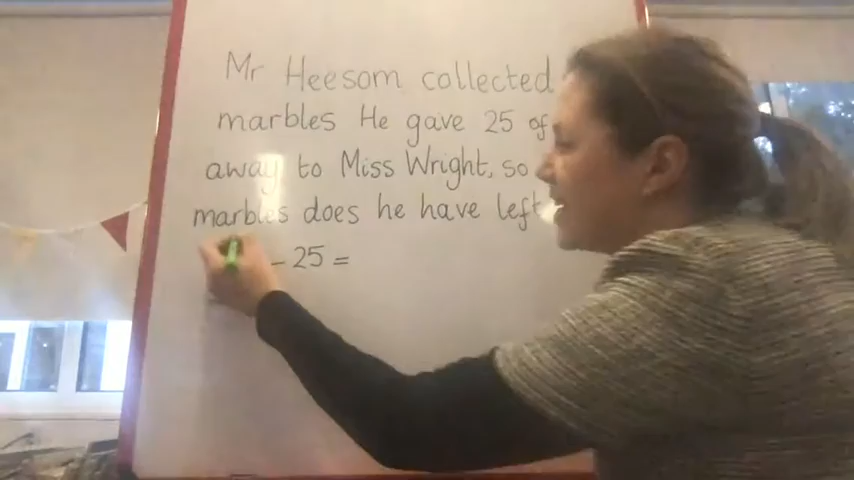 Mr Heesom collected
marbles He gave 25 of
away to Miss Wright, so
marbles does he have left
- 25 =